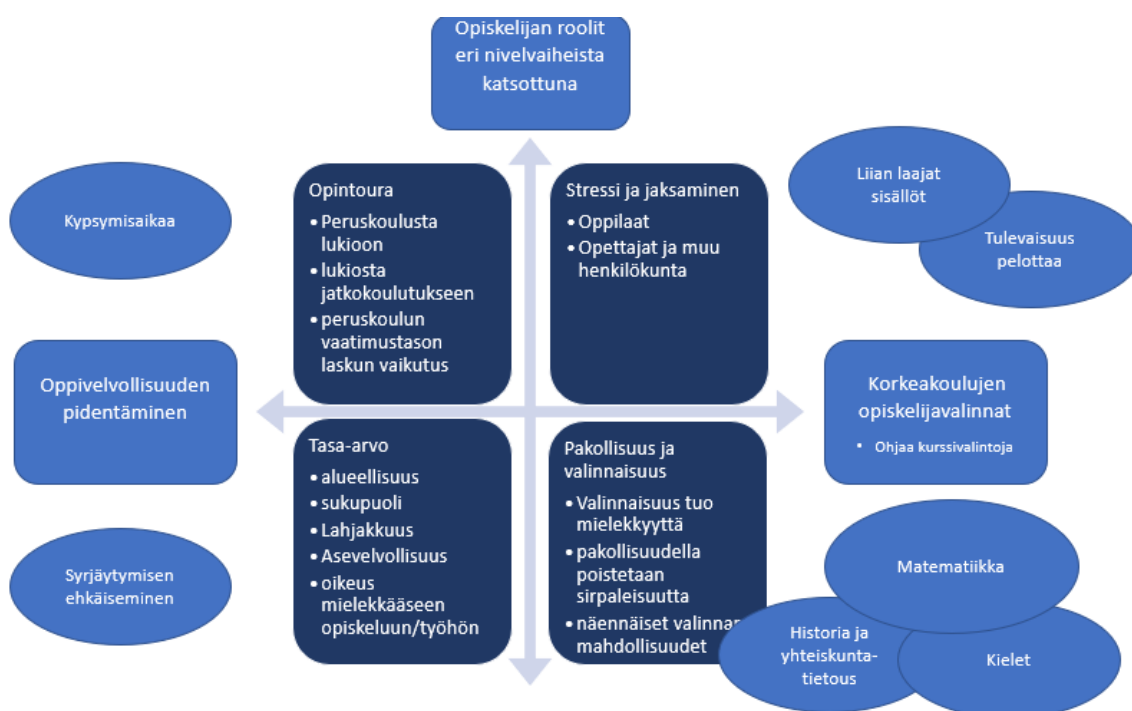 Opiskelijan roolit
eri nivelvaiheista
katsottuna
Kypsymisaikaa
Opintoura
• Peruskoulusta
lukioon
• lukiosta
jatkokoulutukseen
• peruskoulun
vaatimustason
laskun vaikutus
Stressi ja jaksaminen
• Oppilaat
• Opettajat ja muu
henkilökunta
Liian laajat
sisällöt
Tulevaisuus
pelottaa
Oppivelvollisuuden
pidentäminen
Korkeakoulujen
opiskelijavalinnat
• Ohjaa kurssivalintoja
Tasa-arvo
• alueellisuus
• sukupuoli
• Lahjakkuus
• Asevelvollisuus
• oikeus
mielekkääseen
opiskeluun/työhön
Pakollisuus ja
valinnaisuus
• Valinnaisuus tuo
mielekkyyttä
• pakollisuudella
poistetaan
sirpaleisuutta
• näennäiset valinnan
mahdollisuudet
Syrjäytymisen
ehkäiseminen
Matematiikka
Historia ja
yhteiskunta-
tietous
Kielet